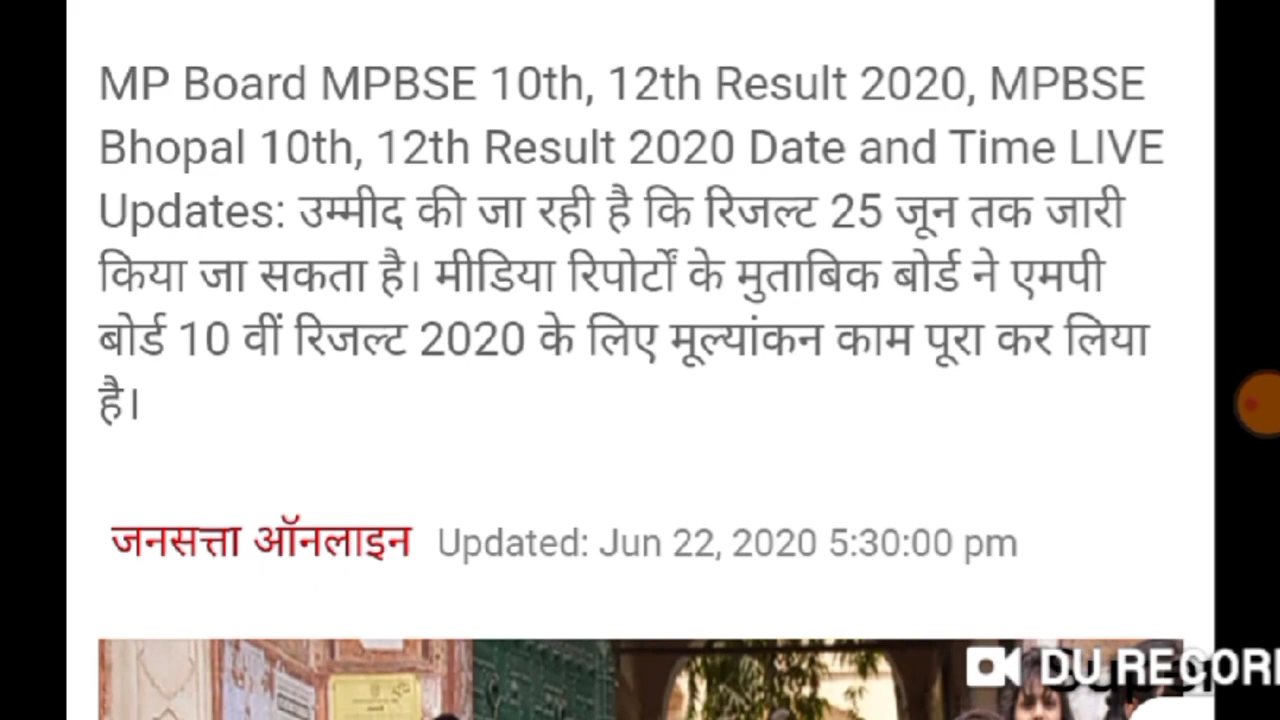 MP Board MPBSE 10th, 12th Result 2020, MPBSE
Bhopal 10th, 12th Result 2020 Date and Time LIVE
Updates: उम्मीद की जा रही है कि रिजल्ट 25 जून तक जारी
किया जा सकता है। मीडिया रिपोर्टों के मुताबिक बोर्ड ने एमपी
बोर्ड 10 वीं रिजल्ट 2020 के लिए मूल्यांकन काम पूरा कर लिया
है।
जनसत्ता ऑनलाइन Updated: Jun 22, 2020 5:30:00 pm
DU RECOR